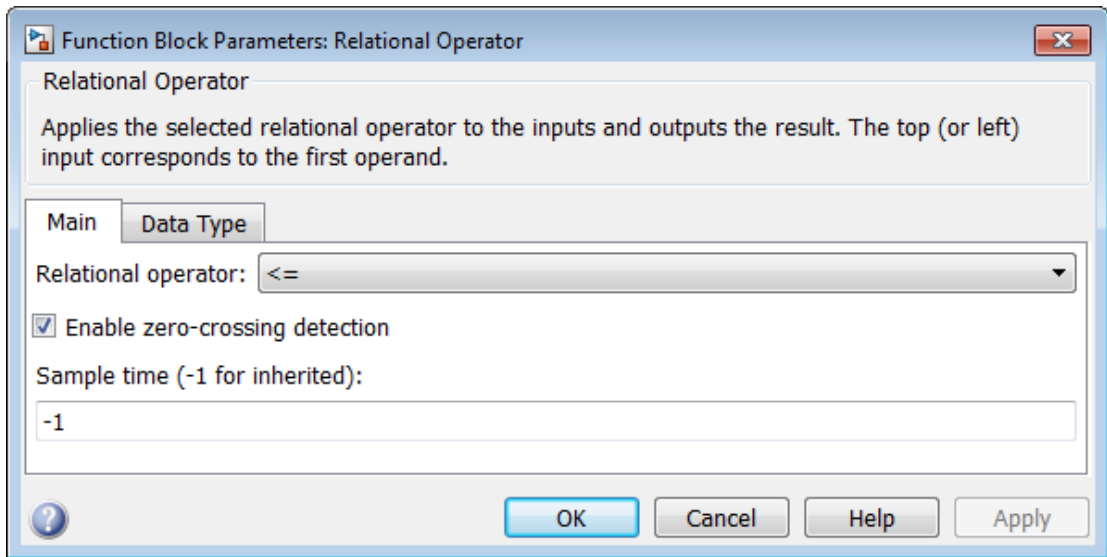 Function Block Parameters: Relational Operator
Relational Operator
Applies the selected relational operator to the inputs and outputs the result. The top (or left)
input corresponds to the first operand.
Main Data Type
Relational operator: <=
Enable zero-crossing detection
Sample time (-1 for inherited):
-1
OK Cancel Help Apply